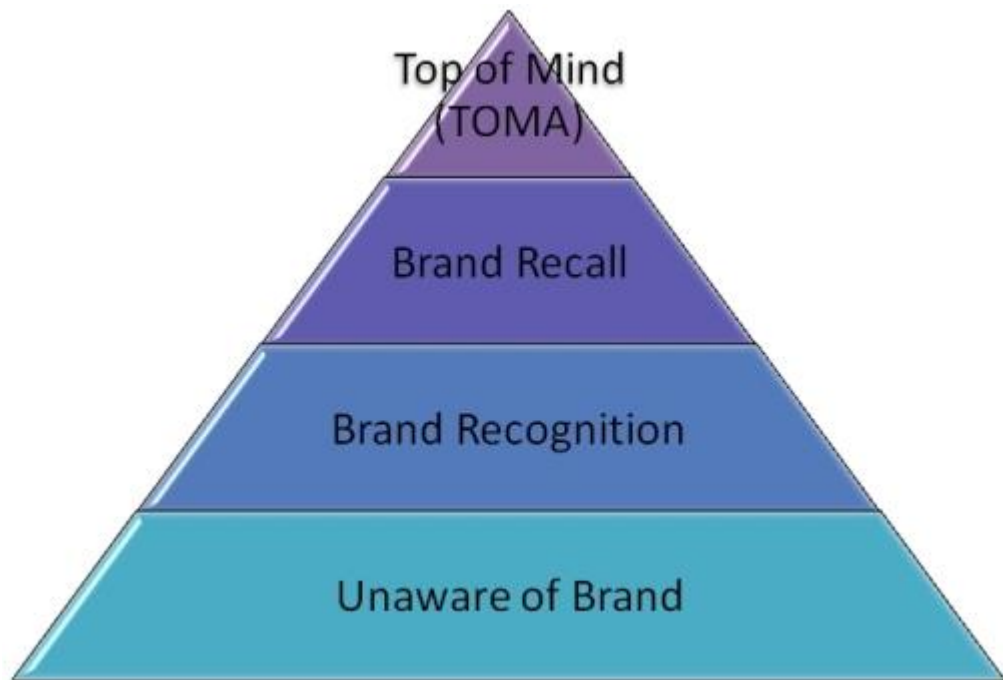 Top of Mind
(TOMA)
Brand Recall
Brand Recognition
Unaware of Brand